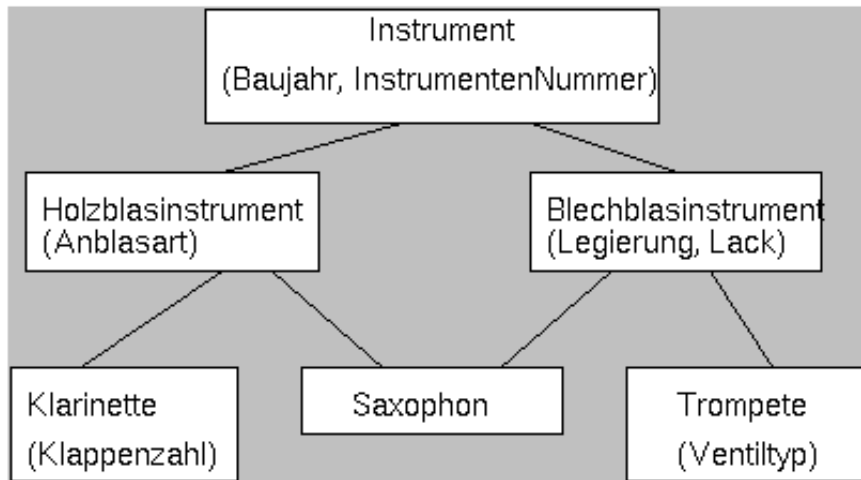 Instrument
(Baujahr, InstrumentenNummer)
Holzblasinstrument
(Anblasart)
Blechblasinstrument
(Legierung, Lack)
Klarinette
(Klappenzahl)
Saxophon
Trompete
(Ventiltyp)